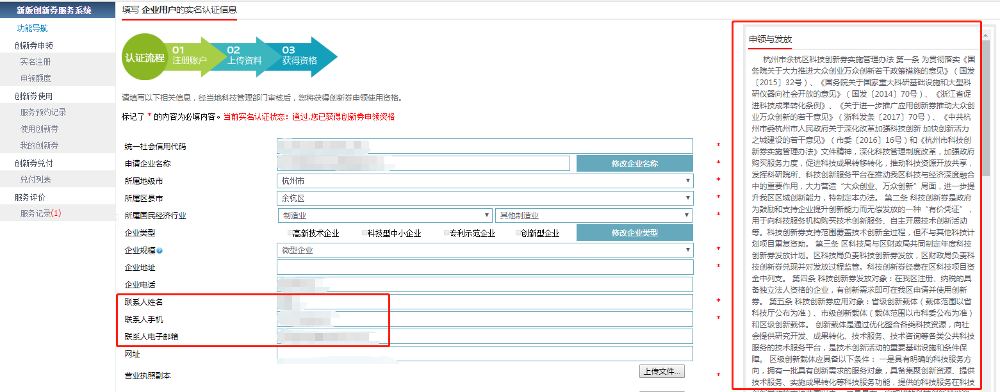 新版创新券服务系统
功能导航
创新券申领
实名注册
申领额度
创新券使用
服务预约记录
使用创新券
我的创新券
创新券兑付
兑付列表
服务评价
服务记录(1)
填写 企业用户的实名认证信息
认证流程
01
注册账户
02
上传资料
03
获得资格
请填写以下相关信息，经当地科技管理部门审核后，您将获得创新券申领使用资格。
标记了 * 的内容为必填内容。当前实名认证状态：通过,您已获得创新券申领资格
统一社会信用代码 *
申请企业名称 修改企业名称 *
所属地级市 杭州市 *
所属区县市 余杭区 *
所属国民经济行业 制造业 其他制造业 *
企业类型 高新技术企业 科技型中小企业 专利示范企业 创新型企业 修改企业类型
企业规模 微型企业 *
企业地址 *
企业电话
联系人姓名 *
联系人手机 *
联系人电子邮箱
网址
营业执照副本 上传文件... *
申领与发放
杭州市余杭区科技创新券实施管理办法 第一条 为贯彻落实《国
务院关于大力推进大众创业万众创新若干政策措施的意见》（国发
〔2015〕32号）、《国务院关于国家重大科研基础设施和大型科
研仪器向社会开放的意见》（国发〔2014〕70号）、《浙江省促
进科技成果转化条例》、《关于进一步推广应用创新券推动大众创
业万众创新的若干意见》（浙科发条〔2017〕70号）、《中共杭
州市委杭州市人民政府关于深化改革加强科技创新 加快创新活力
之城建设的若干意见》（市委〔2016〕16号）和《杭州市科技创
新券实施管理办法》文件精神，深化科技管理制度改革，加强政府
购买服务力度，促进科技成果转移转化，推动科技资源开放共享，
发挥科研院所、科技创新服务平台在推动我区科技与经济深度融合
中的重要作用，大力营造“大众创业、万众创新”局面，进一步提
升我区区域创新能力，特制定本办法。 第二条 科技创新券是政府
为鼓励和支持企业提升创新能力而无偿发放的一种“有价凭证”，
用于向科技服务机构购买技术创新服务、自主开展技术创新活动
等。科技创新券支持范围覆盖技术创新全过程，但不与其他科技计
划项目重复资助。 第三条 区科技局与区财政局共同制定年度科技
创新券发放计划。区科技局负责科技创新券发放，区财政局负责科
技创新券兑现并对发放过程监管。科技创新券经费在区科技项目资
金中列支。 第四条 科技创新券发放对象：在我区注册、纳税的具
备独立法人资格的企业，有创新需求即可在我区申请并使用创新
券。 第五条 科技创新券应用对象：省级创新载体（载体范围以省
科技厅公布为准）、市级创新载体（载体范围以市科委公布为准）
和区级创新载体。 创新载体是通过优化整合各类科技资源，向社
会提供研究开发、成果转化、技术服务、技术咨询等各类公共科技
服务的技术服务平台，是技术创新活动的重要基础设施和条件保
障。 区级创新载体应具备以下条件： 一是具有明确的科技服务方
向，拥有一批具有创新需求的服务对象，具备集聚创新资源、提供
技术服务、实施成果转化等科技服务功能，提供的科技服务在科技